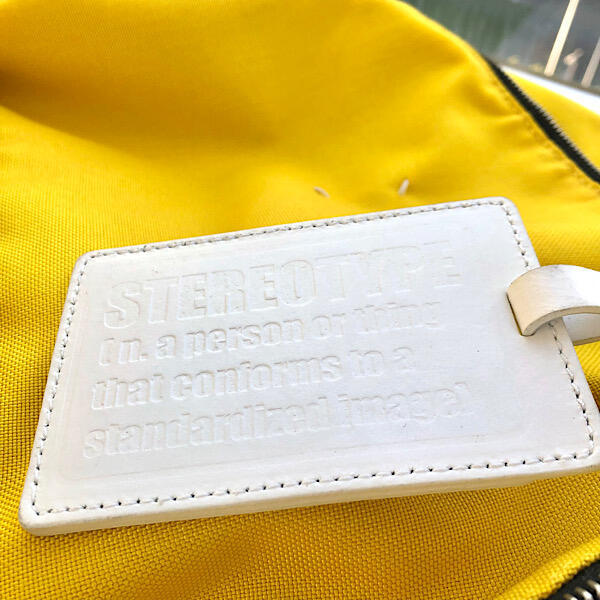 STEREOTYPE
[ n. a person or thing
that conforms to a
standardized image]